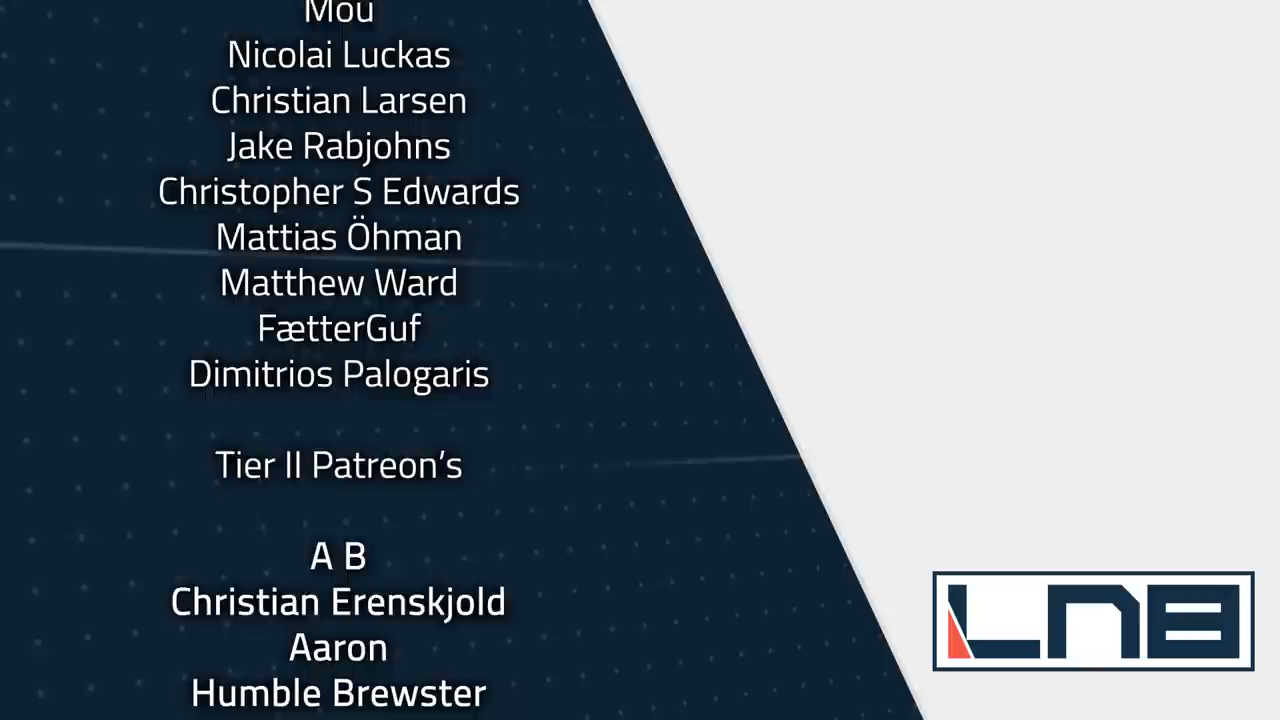 Mou
Nicolai Luckas
Christian Larsen
Jake Rabjohns
Christopher S Edwards
Mattias Öhman
Matthew Ward
FætterGuf
Dimitrios Palogaris
Tier II Patreon’s
A B
Christian Erenskjold
Aaron
Humble Brewster
LNB